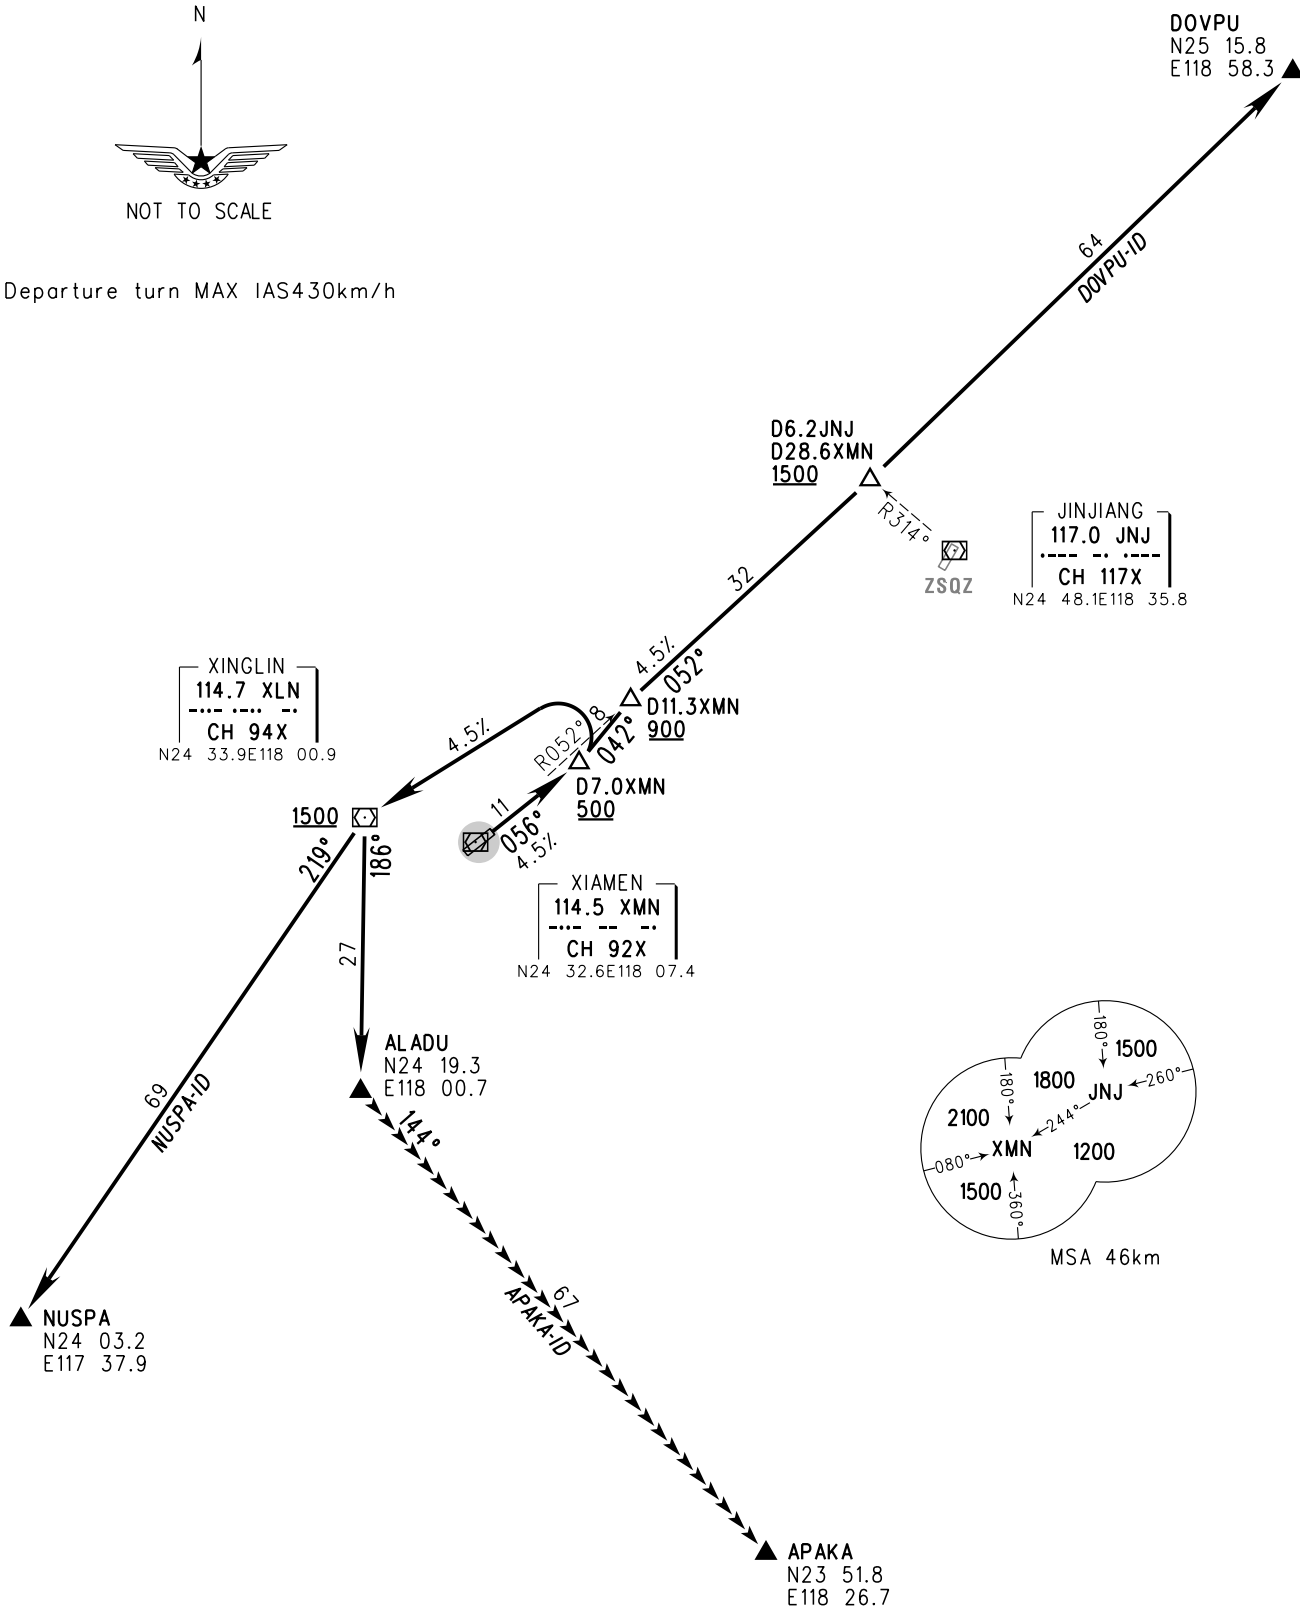 N
NOT TO SCALE
Departure turn MAX IAS430km/h
DOVPU
N25 15.8
E118 58.3
64
DOVPU-ID
D6.2JNJ
D28.6XMN
1500
R314°
ZSQZ
JINJIANG
117.0 JNJ
CH 117X
N24 48.1E118 35.8
32
4.5%
052°
XINGLIN
114.7 XLN
CH 94X
N24 33.9E118 00.9
4.5%
R052°
8
042°
D11.3XMN
900
D7.0XMN
500
11
056°
4.5%
1500
219°
186°
XIAMEN
114.5 XMN
CH 92X
N24 32.6E118 07.4
27
ALADU
N24 19.3
E118 00.7
144°
69
NUSPA-ID
NUSPA
N24 03.2
E117 37.9
67
APAKA-ID
APAKA
N23 51.8
E118 26.7
180°
1500
180°
1800
JNJ
260°
2100
244°
080°
XMN
1200
1500
360°
MSA 46km